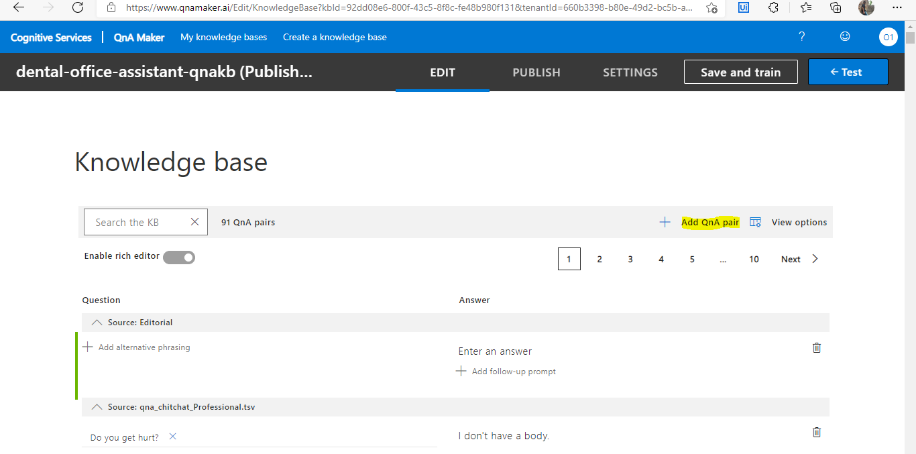 https://www.qnamaker.ai/Edit/KnowledgeBase?kbId=92dd08e6-800f-43c5-8f8c-fe48b980f131&tenantId=660b3398-b80e-49d2-bc5b-a...
Cognitive Services | QnA Maker My knowledge bases Create a knowledge base ? O1
dental-office-assistant-qnakb (Publish... EDIT PUBLISH SETTINGS Save and train ← Test
Knowledge base
Search the KB 91 QnA pairs Add QnA pair View options
Enable rich editor 1 2 3 4 5 ... 10 Next
Question Answer
Source: Editorial
Add alternative phrasing Enter an answer
Add follow-up prompt
Source: qna_chitchat_Professional.tsv
Do you get hurt? I don't have a body.